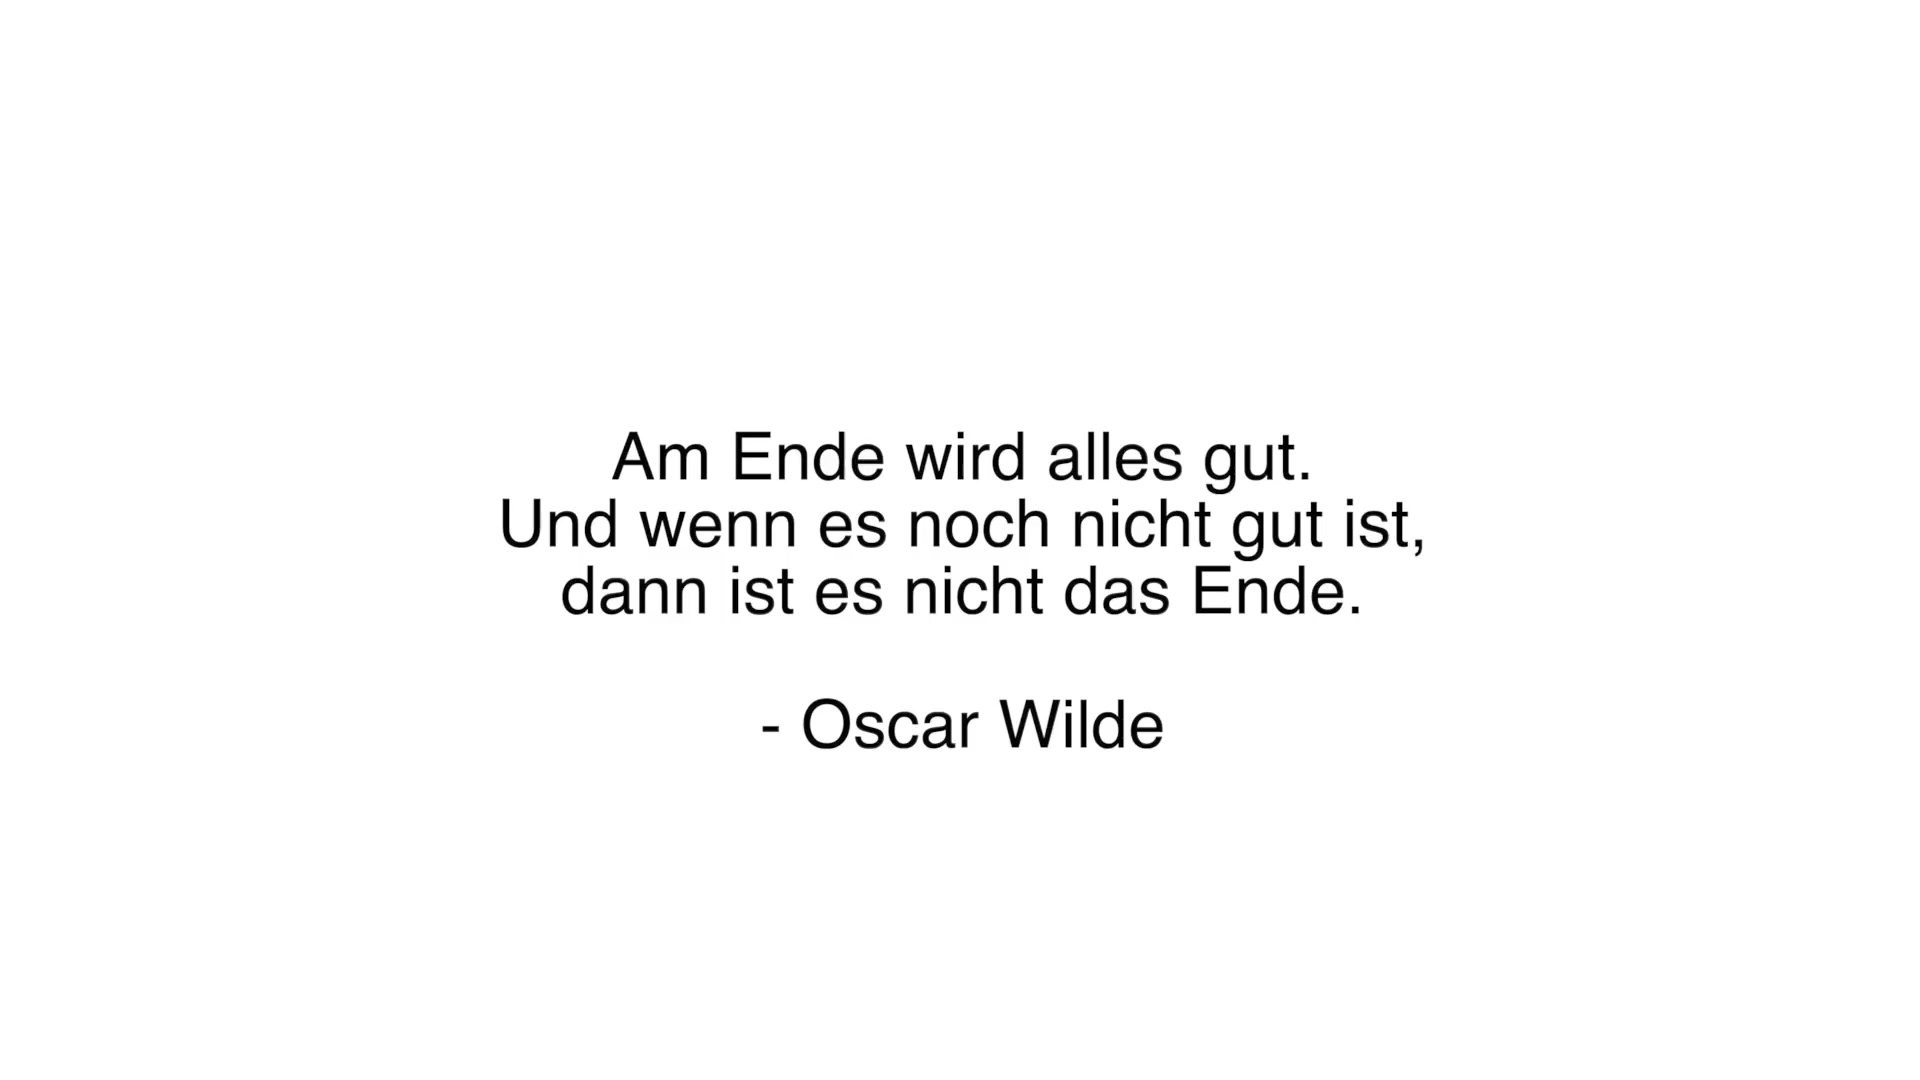 Am Ende wird alles gut.
Und wenn es noch nicht gut ist,
dann ist es nicht das Ende.
- Oscar Wilde